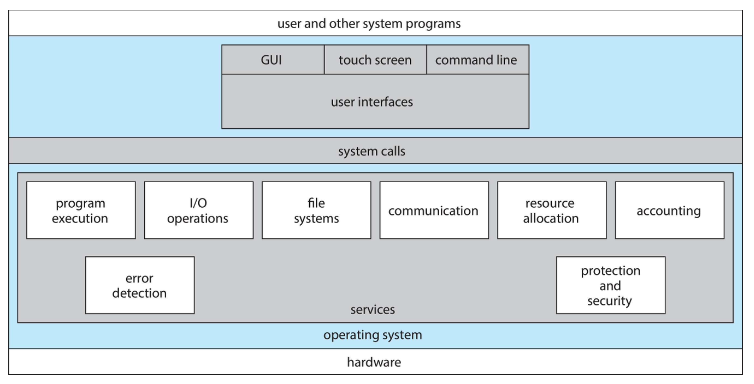 user and other system programs
GUI
touch screen
command line
user interfaces
system calls
program
execution
I/O
operations
file
systems
communication
resource
allocation
accounting
error
detection
protection
and
security
services
operating system
hardware